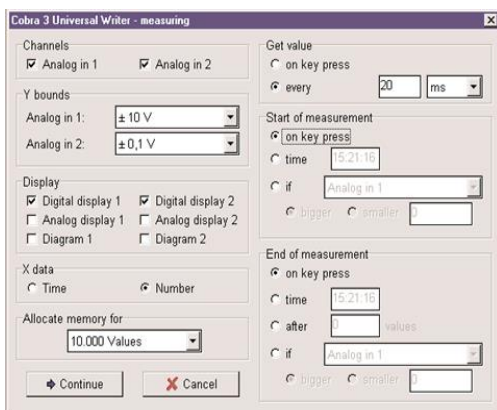 Cobra 3 Universal Writer - measuring
Channels
Analog in 1 Analog in 2
Y bounds
Analog in 1: ± 10 V
Analog in 2: ± 0,1 V
Display
Digital display 1 Digital display 2
Analog display 1 Analog display 2
Diagram 1 Diagram 2
X data
Time Number
Allocate memory for
10.000 Values
Continue Cancel
Get value
on key press
every 20 ms
Start of measurement
on key press
time 15:21:16
if Analog in 1
bigger smaller 0
End of measurement
on key press
time 15:21:16
after 0 values
if Analog in 1
bigger smaller 0